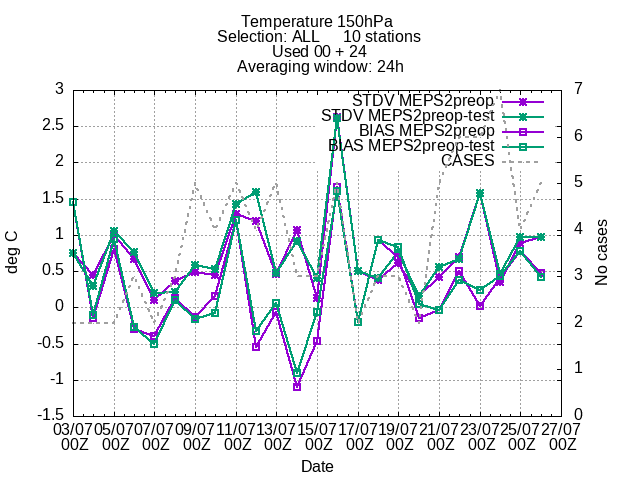 Temperature 150hPa
Selection: ALL 10 stations
Used 00 + 24
Averaging window: 24h
STDV MEPS2preop
STDV MEPS2preop-test
BIAS MEPS2preop
BIAS MEPS2preop-test
CASES
3
2.5
2
1.5
1
0.5
0
-0.5
-1
-1.5
deg C
7
6
5
4
3
2
1
0
No cases
03/07 05/07 07/07 09/07 11/07 13/07 15/07 17/07 19/07 21/07 23/07 25/07 27/07
00Z 00Z 00Z 00Z 00Z 00Z 00Z 00Z 00Z 00Z 00Z 00Z 00Z
Date